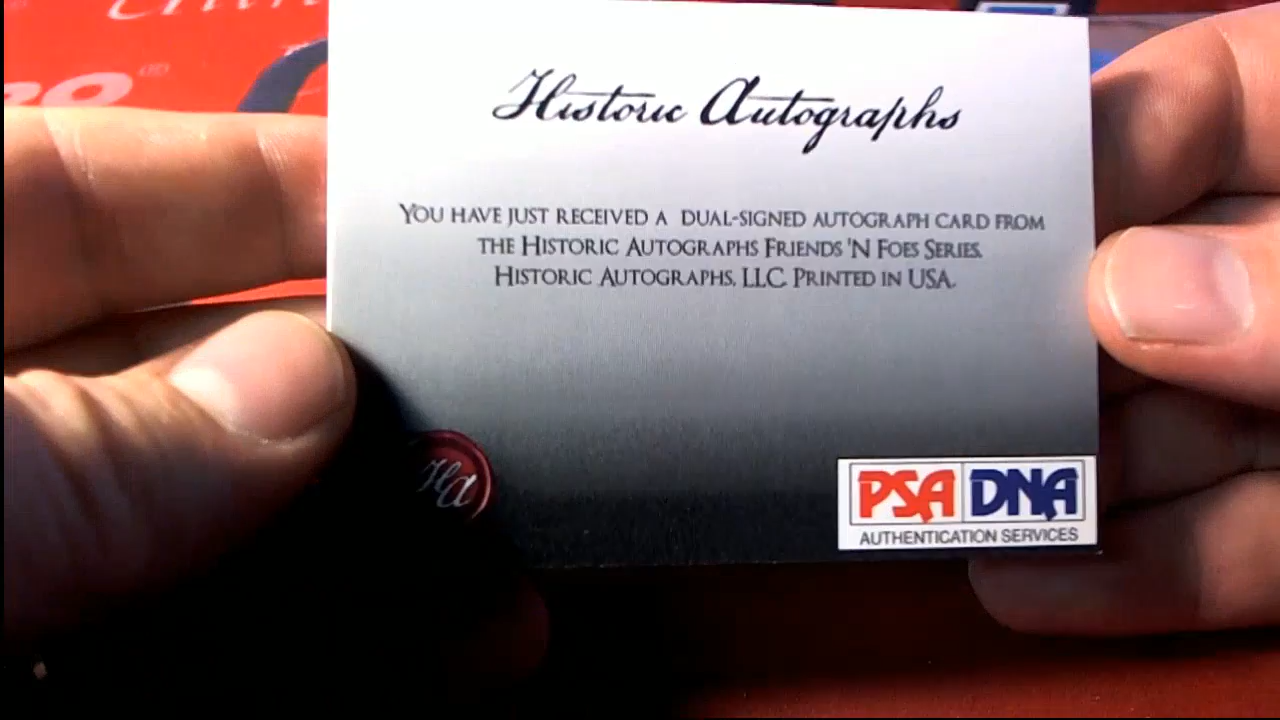 Historic Autographs
YOU HAVE JUST RECEIVED A DUAL-SIGNED AUTOGRAPH CARD FROM
THE HISTORIC AUTOGRAPHS FRIENDS 'N FOES SERIES.
HISTORIC AUTOGRAPHS, LLC. PRINTED IN USA.
HA
PSA DNA
AUTHENTICATION SERVICES